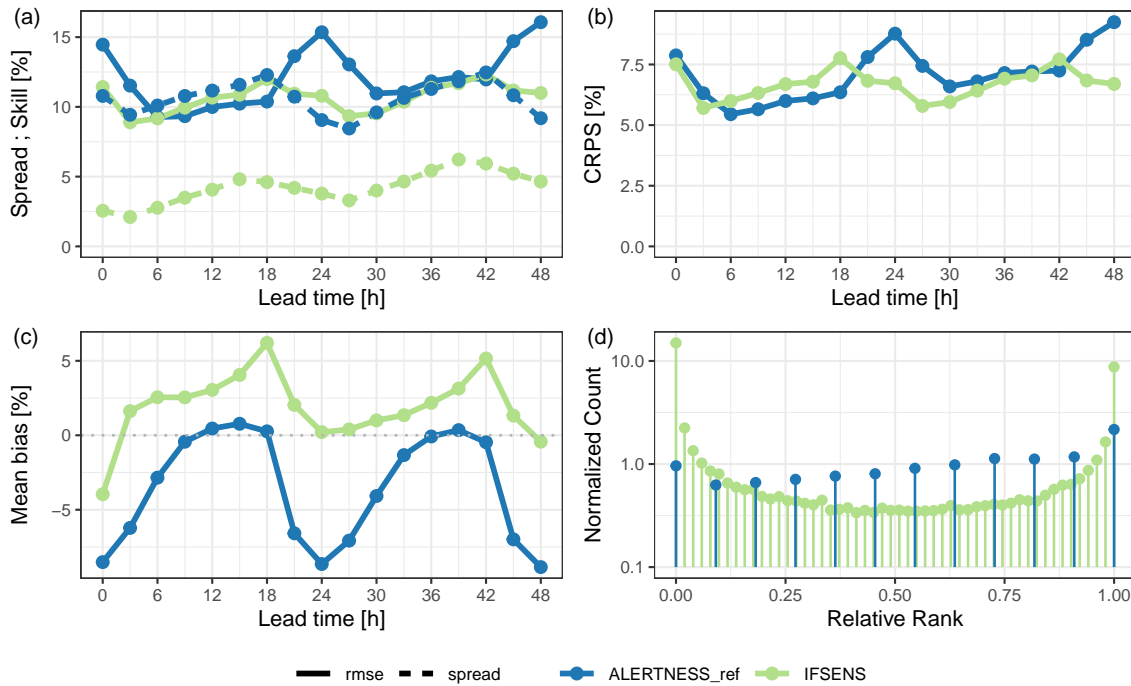 (a)
Spread ; Skill [%]
15
10
5
0
0 6 12 18 24 30 36 42 48
Lead time [h]
(b)
CRPS [%]
7.5
5.0
2.5
0.0
0 6 12 18 24 30 36 42 48
Lead time [h]
(c)
Mean bias [%]
5
0
−5
0 6 12 18 24 30 36 42 48
Lead time [h]
(d)
Normalized Count
10.0
1.0
0.1
0.00 0.25 0.50 0.75 1.00
Relative Rank
rmse spread ALERTNESS_ref IFSENS